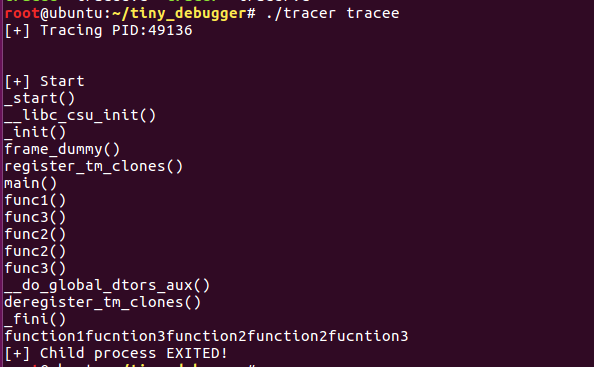 root@ubuntu:~/tiny_debugger# ./tracer tracee
[+] Tracing PID:49136
[+] Start
_start()
__libc_csu_init()
_init()
frame_dummy()
register_tm_clones()
main()
func1()
func3()
func2()
func2()
func3()
__do_global_dtors_aux()
deregister_tm_clones()
_fini()
function1fucntion3function2function2fucntion3
[+] Child process EXITED!